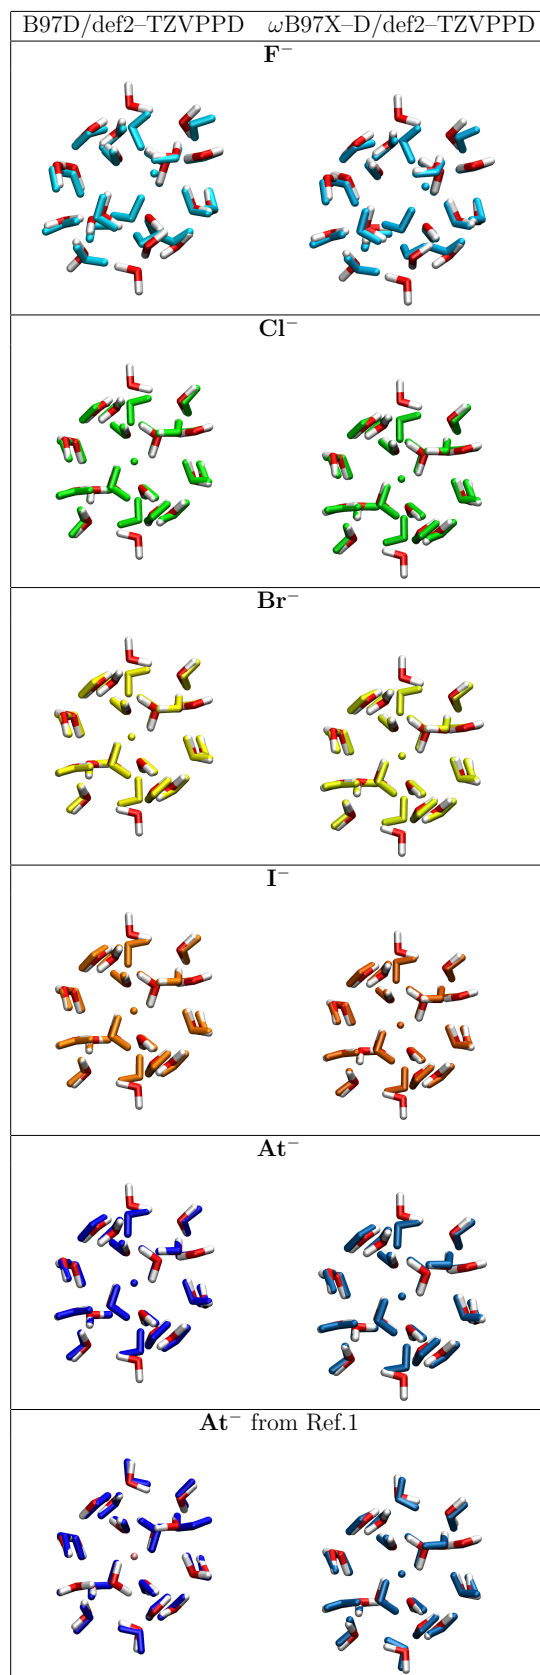 B97D/def2–TZVPPD ωB97X–D/def2–TZVPPD
F⁻
Cl⁻
Br⁻
I⁻
At⁻
At⁻ from Ref.1